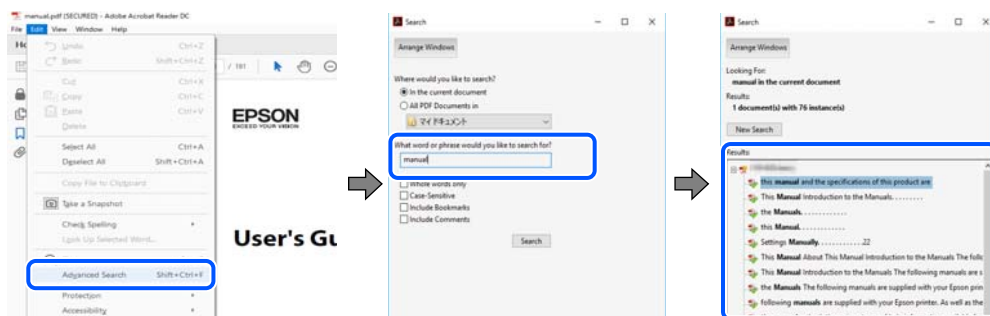 manual.pdf (SECURED) - Adobe Acrobat Reader DC
File Edit View Window Help
Undo Ctrl+Z
Redo Shift+Ctrl+Z
Cut Ctrl+X
Copy Ctrl+C
Paste Ctrl+V
Delete
Select All Ctrl+A
Deselect All Shift+Ctrl+A
Copy File to Clipboard
Take a Snapshot
Check Spelling
Look Up Selected Word...
Advanced Search Shift+Ctrl+F
Protection
Accessibility
/ 191
EPSON
EXCEED YOUR VISION
User's Gu
Search
Arrange Windows
Where would you like to search?
In the current document
All PDF Documents in
マイドキュメント
What word or phrase would you like to search for?
manual
Whole words only
Case-Sensitive
Include Bookmarks
Include Comments
Search
Search
Arrange Windows
Looking For:
manual in the current document
Results:
1 document(s) with 76 instance(s)
New Search
Results:
this manual and the specifications of this product are
This Manual Introduction to the Manuals. . . . . . . . .
the Manuals. . . . . . . . . . . . .
this Manual. . . . . . . . . . . . .
Settings Manually. . . . . . . . . . . . .22
This Manual About This Manual Introduction to the Manuals The follo
This Manual Introduction to the Manuals The following manuals are s
the Manuals The following manuals are supplied with your Epson prin
following manuals are supplied with your Epson printer. As well as the